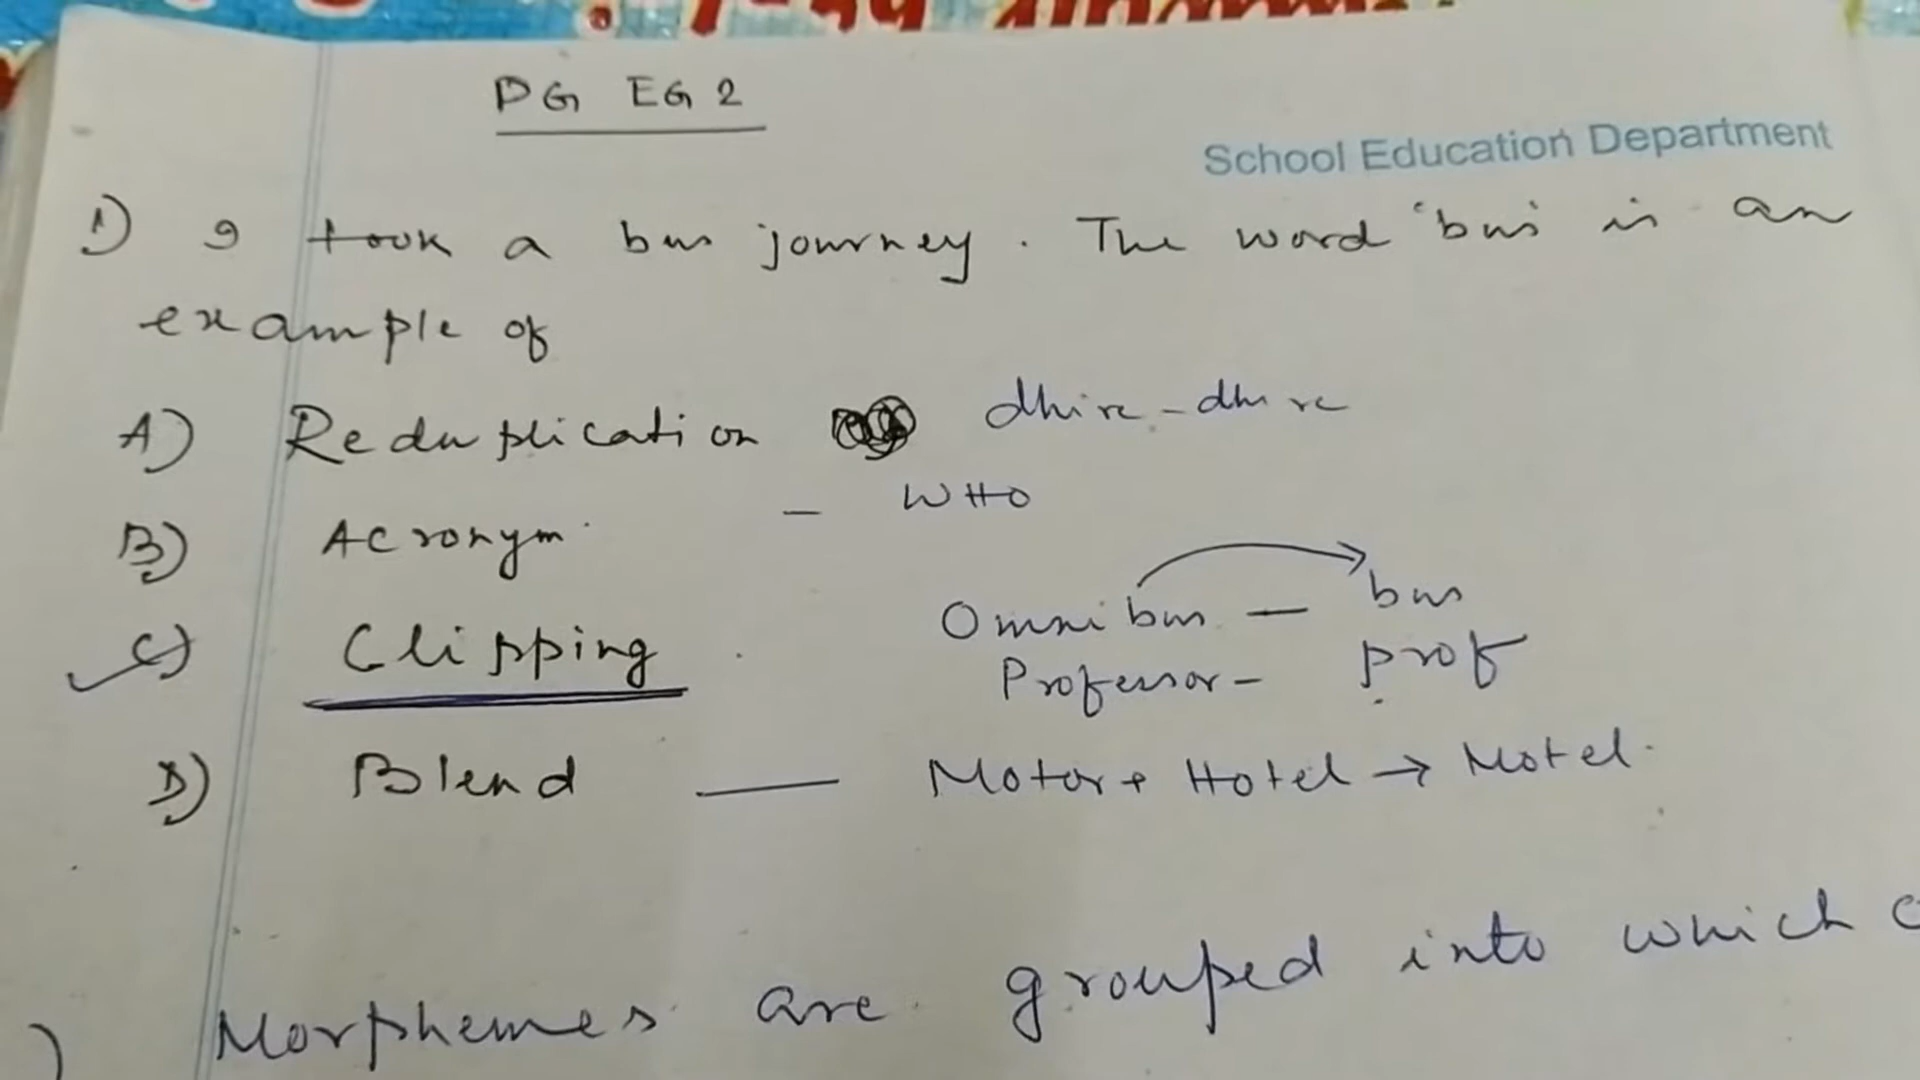 PG EG 2
School Education Department
1) I took a bus journey. The word 'bus' is an
example of
A) Reduplication dhire-dhire
B) Acronym - WHO
C) Clipping Omnibus - bus
Professor - prof
D) Blend — Motor + Hotel → Motel.
) Morphemes are grouped into which